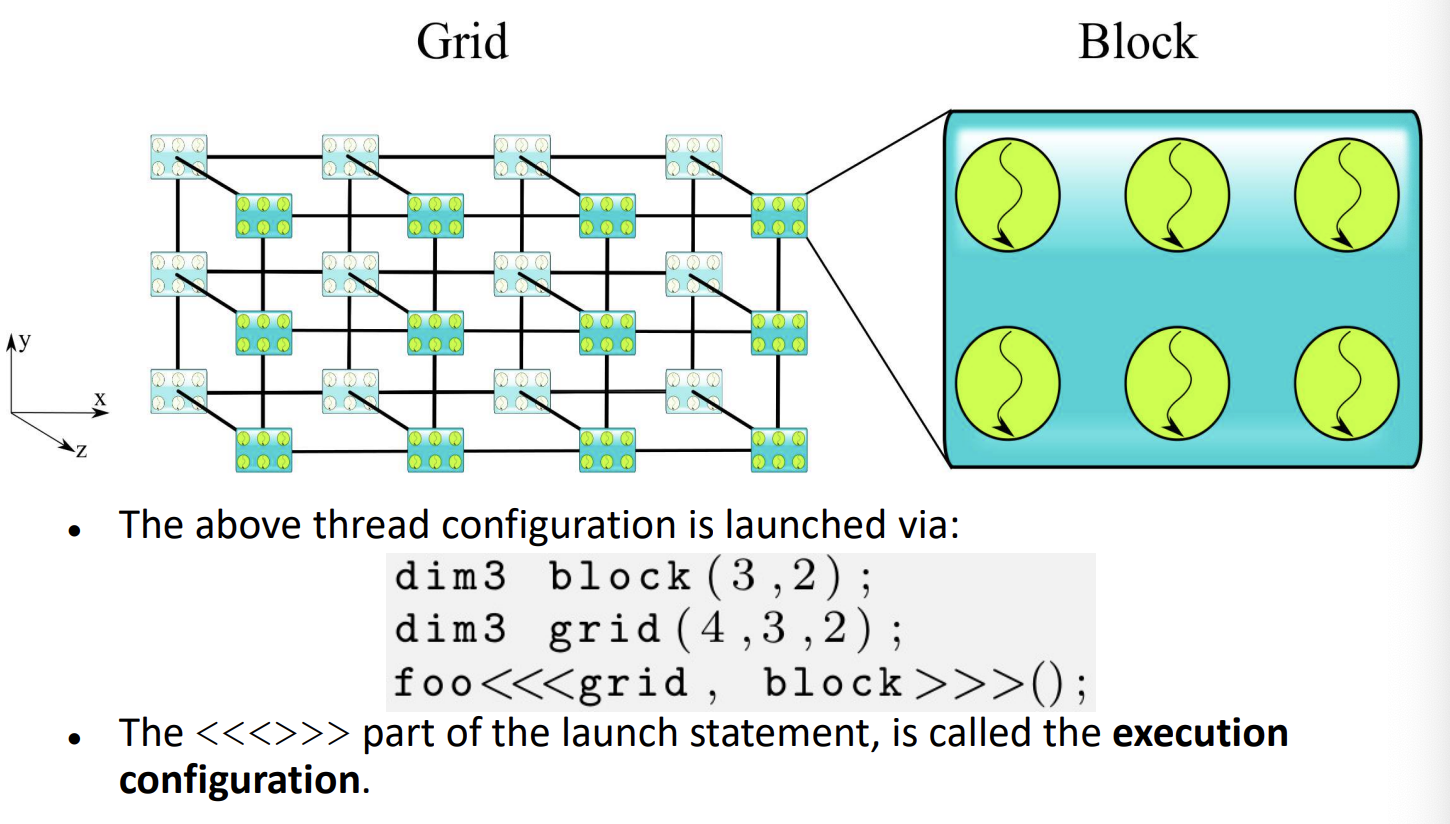 Grid
Block
y
x
z
• The above thread configuration is launched via:
dim3 block(3,2);
dim3 grid(4,3,2);
foo<<<grid, block>>>();
• The <<<>>> part of the launch statement, is called the execution
configuration.